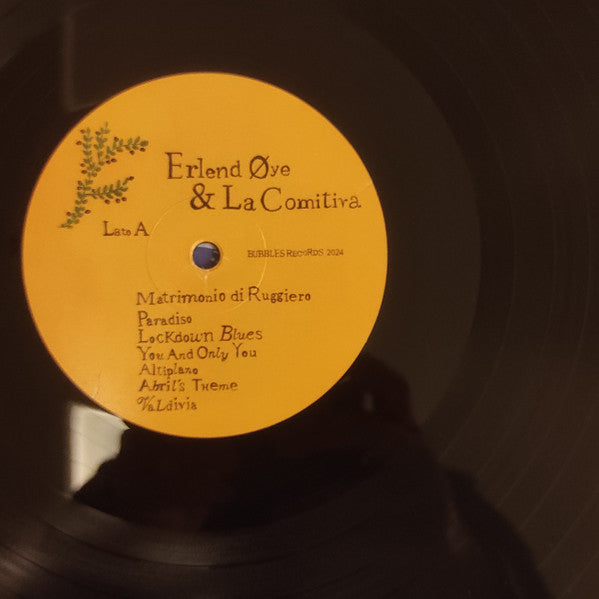 Erlend Øye
& La Comitiva
Lato A
BUBBLES RECORDS 2024
Matrimonio di Ruggiero
Paradiso
Lockdown Blues
You And Only You
Altiplano
Abril's Theme
Valdivia